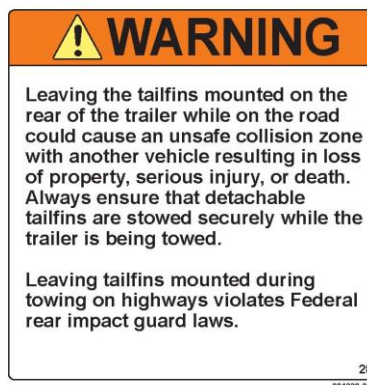 WARNING
Leaving the tailfins mounted on the
rear of the trailer while on the road
could cause an unsafe collision zone
with another vehicle resulting in loss
of property, serious injury, or death.
Always ensure that detachable
tailfins are stowed securely while the
trailer is being towed.
Leaving tailfins mounted during
towing on highways violates Federal
rear impact guard laws.